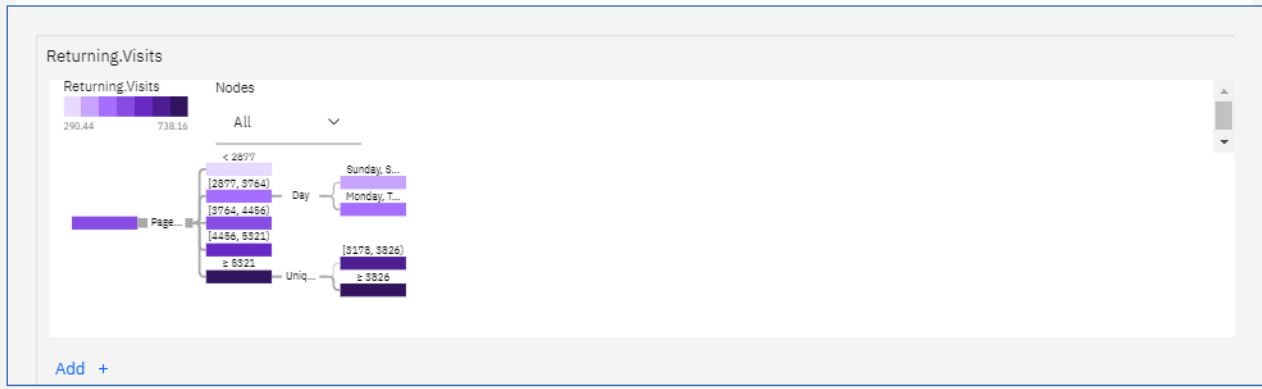 Returning.Visits
Returning.Visits
Nodes
290.44
738.16
All
< 2877
[2877, 3764)
Day
Sunday, S...
Monday, T...
[3764, 4456)
Page...
[4456, 5321)
≥ 5321
Uniq...
[3178, 3826)
≥ 3826
Add +